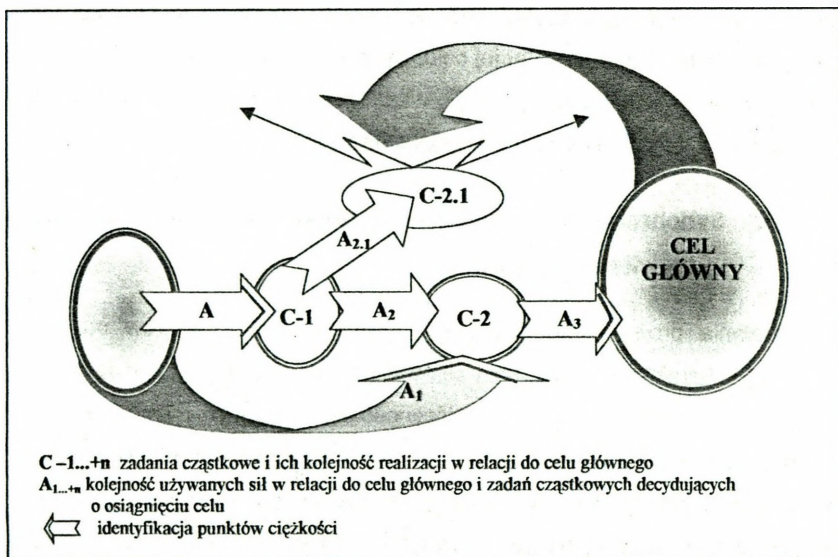 C-2.1
A2.1
CEL
GŁÓWNY
A
C-1
A2
C-2
A3
A1
C –1...+n zadania cząstkowe i ich kolejność realizacji w relacji do celu głównego
A1...+n kolejność używanych sił w relacji do celu głównego i zadań cząstkowych decydujących
o osiągnięciu celu
identyfikacja punktów ciężkości